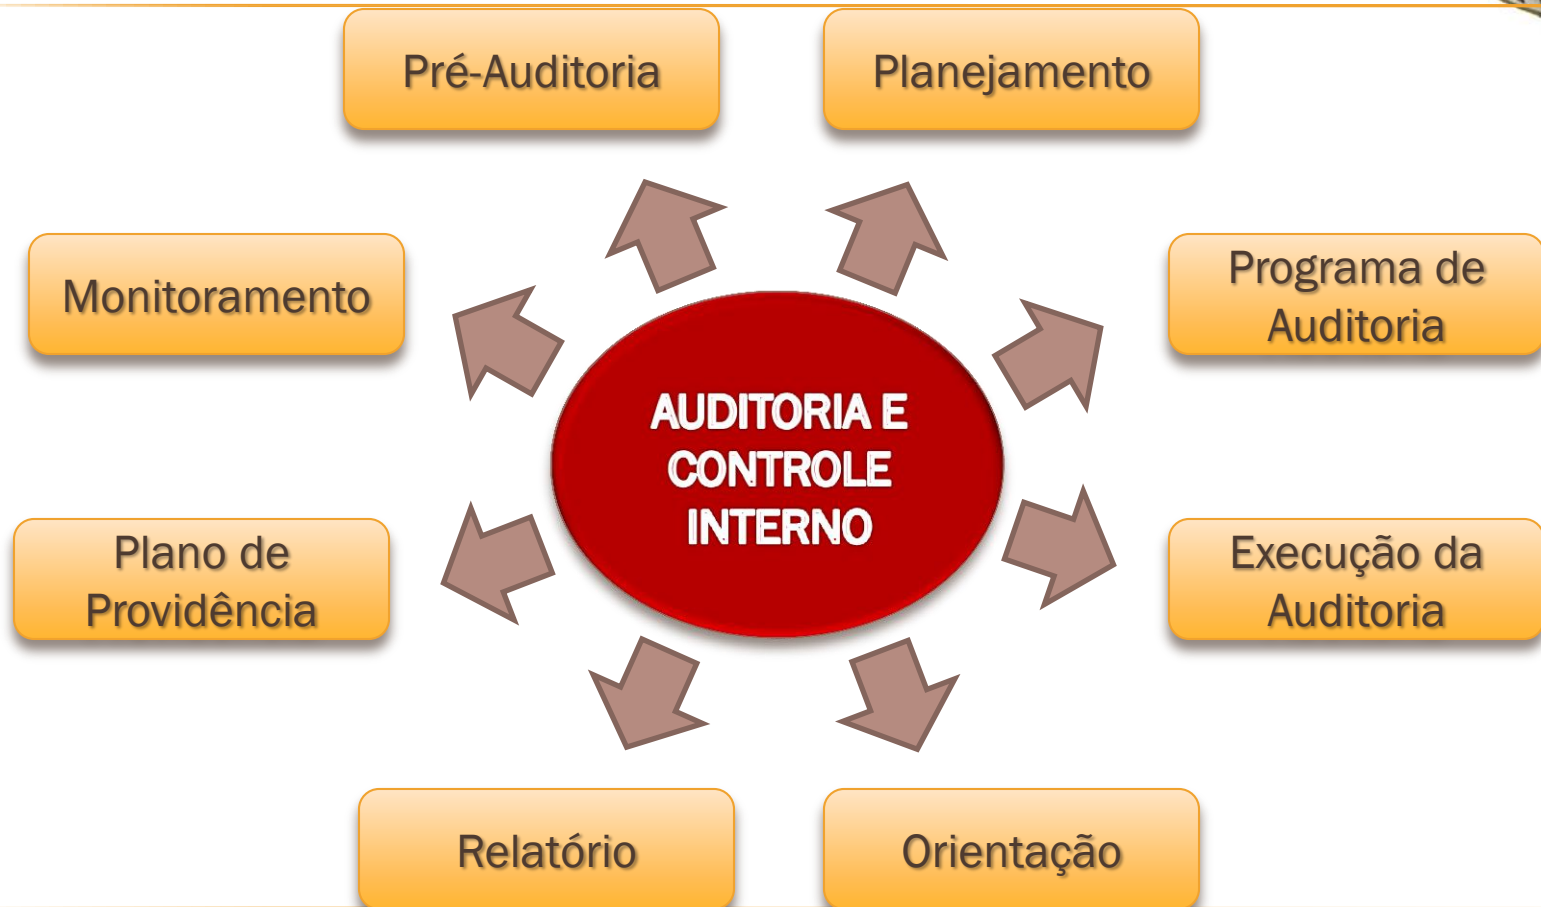 Pré-Auditoria
Planejamento
Monitoramento
Programa de
Auditoria
AUDITORIA E
CONTROLE
INTERNO
Plano de
Providência
Execução da
Auditoria
Relatório
Orientação